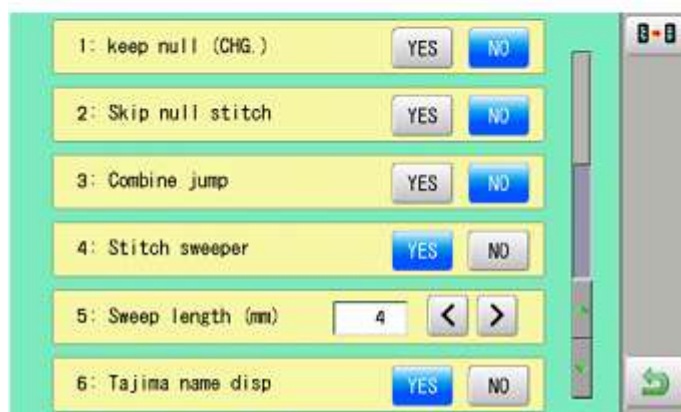 1: keep null (CHG.) YES NO
2: Skip null stitch YES NO
3: Combine jump YES NO
4: Stitch sweeper YES NO
5: Sweep length (mm) 4 < >
6: Tajima name disp YES NO